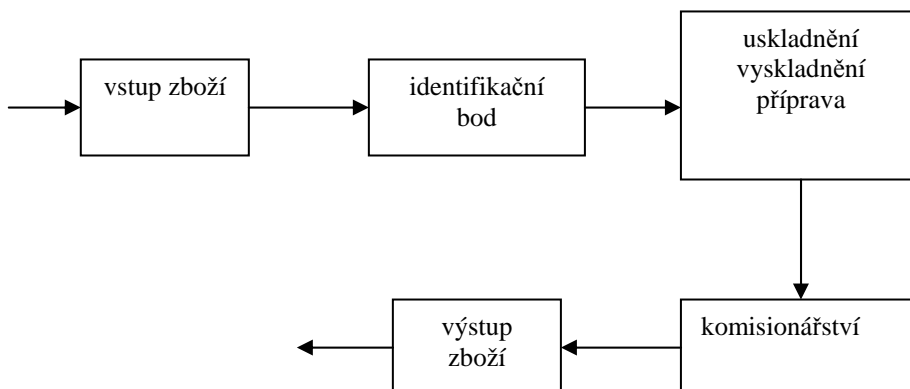 vstup zboží
identifikační
bod
uskladnění
vyskladnění
příprava
komisionářství
výstup
zboží